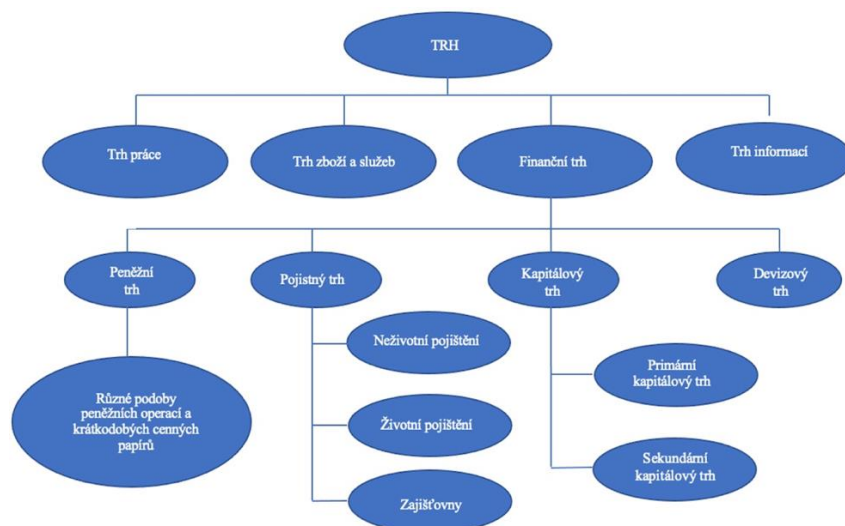 TRH
Trh práce
Trh zboží a služeb
Finanční trh
Trh informací
Peněžní
trh
Pojistný trh
Kapitálový
trh
Devizový
trh
Různé podoby
peněžních operací a
krátkodobých cenných
papírů
Neživotní pojištění
Životní pojištění
Zajišťovny
Primární
kapitálový trh
Sekundární
kapitálový trh